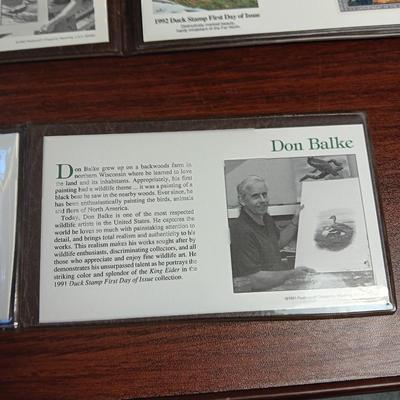 1992 Duck Stamp First Day of Issue
Don Balke
Don Balke grew up on a backwoods farm in
northern Wisconsin where he learned to love
the land and its inhabitants. Appropriately, his first
painting had a wildlife theme ... it was a painting of a
black bear he saw in the nearby woods. Ever since, he
has been enthusiastically painting the birds, animals
and flora of North America.
Today, Don Balke is one of the most respected
wildlife artists in the United States. He captures the
world he loves so much with painstaking attention to
detail, and brings total realism and authenticity to his
works. This realism makes his works sought after by
wildlife enthusiasts, discriminating collectors, and all
those who appreciate and enjoy fine wildlife art. He
demonstrates his unsurpassed talent as he portrays the
striking color and splendor of the King Eider in the
1991 Duck Stamp First Day of Issue collection.